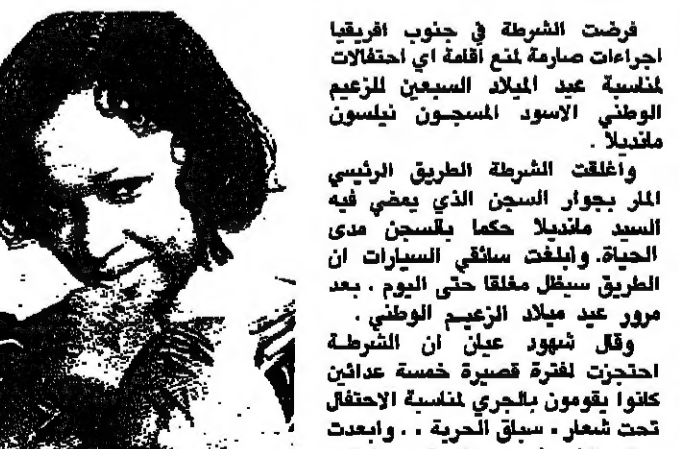 فرضت الشرطة في جنوب افريقيا
اجراءات صارمة لمنع اقامة اي احتفالات
لمناسبة عيد الميلاد السبعين للزعيم
الوطني الاسود المسجون نيلسون
مانديلا .
واغلقت الشرطة الطريق الرئيسي
المار بجوار السجن الذي يمضي فيه
السيد مانديلا حكما بالسجن مدى
الحياة. وابلغت سائقي السيارات ان
الطريق سيظل مغلقا حتى اليوم . بعد
مرور عيد ميلاد الزعيم الوطني .
وقال شهود عيان ان الشرطة
احتجزت لفترة قصيرة خمسة عدائين
كانوا يقومون بالجري لمناسبة الاحتفال
تحت شعار . سباق الحرية . . وابعدت